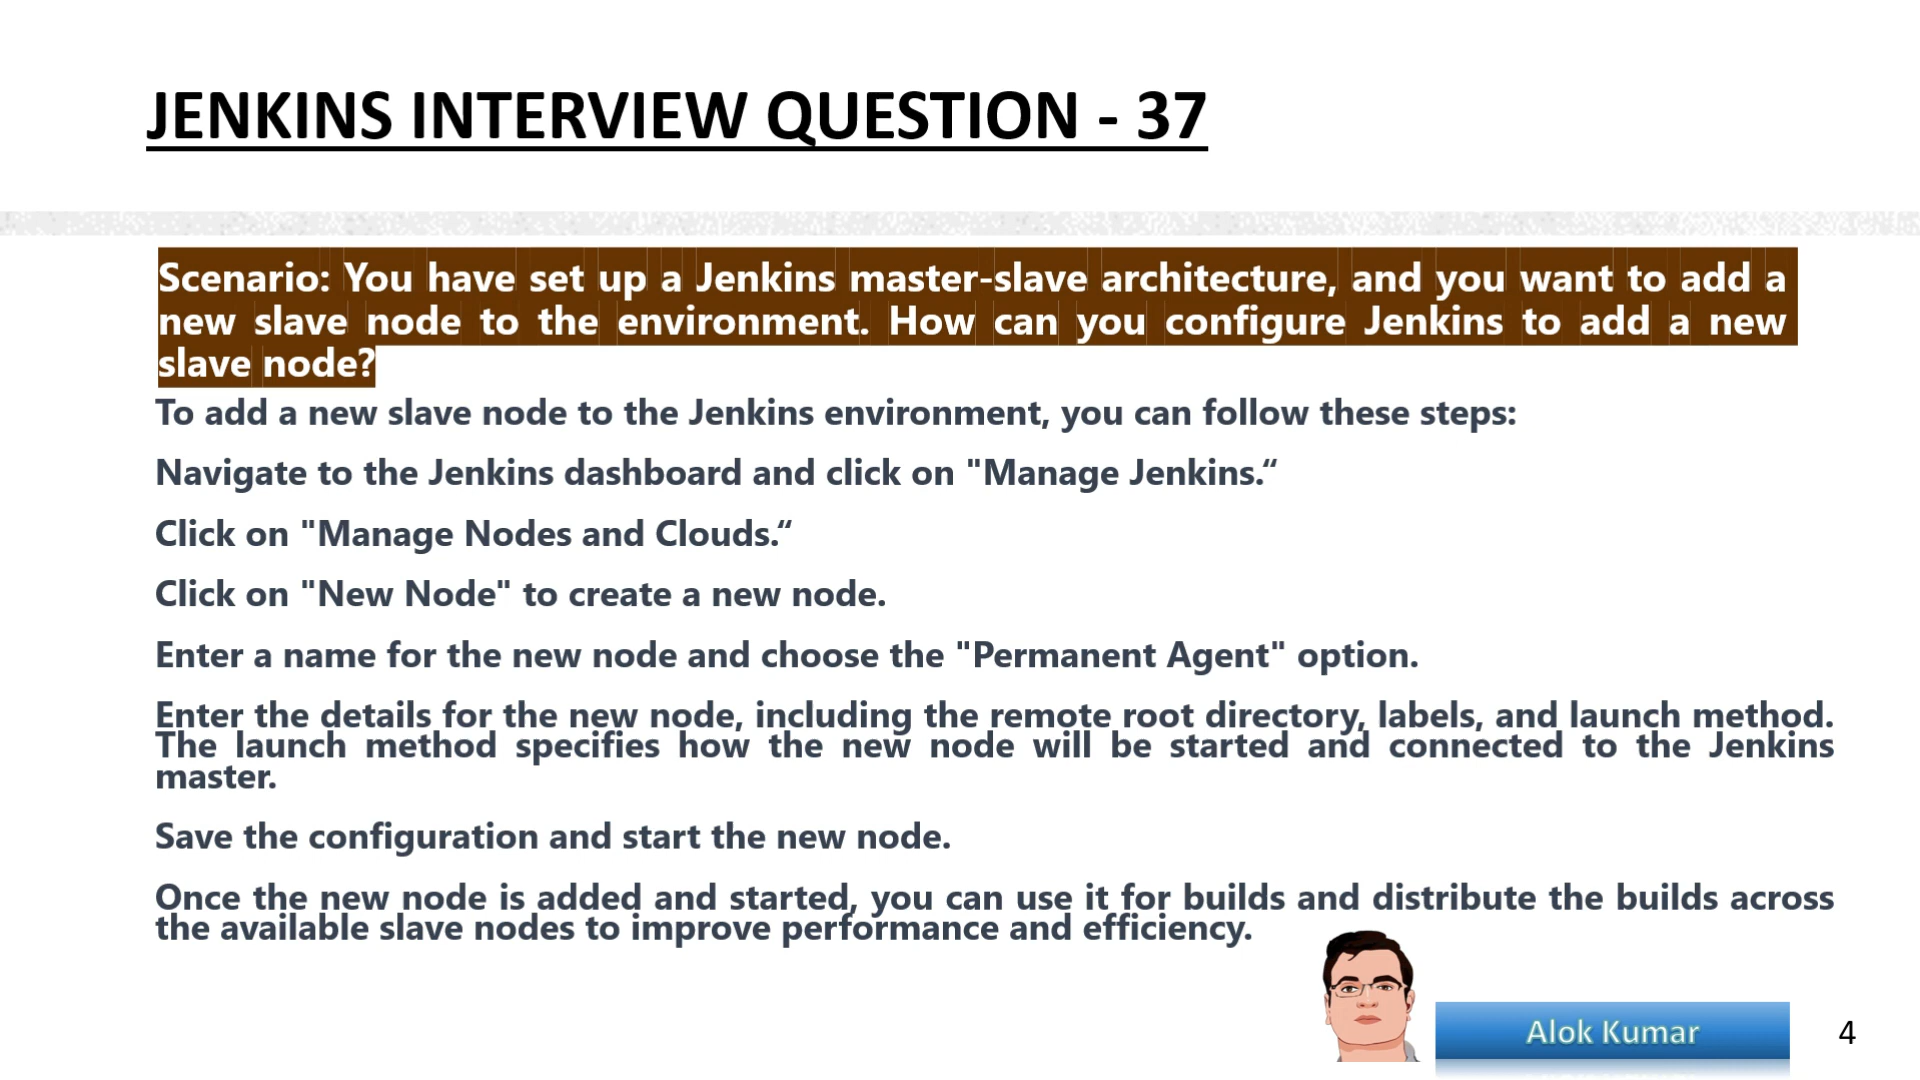 JENKINS INTERVIEW QUESTION - 37
Scenario: You have set up a Jenkins master-slave architecture, and you want to add a
new slave node to the environment. How can you configure Jenkins to add a new
slave node?
To add a new slave node to the Jenkins environment, you can follow these steps:
Navigate to the Jenkins dashboard and click on "Manage Jenkins.“
Click on "Manage Nodes and Clouds.“
Click on "New Node" to create a new node.
Enter a name for the new node and choose the "Permanent Agent" option.
Enter the details for the new node, including the remote root directory, labels, and launch method.
The launch method specifies how the new node will be started and connected to the Jenkins
master.
Save the configuration and start the new node.
Once the new node is added and started, you can use it for builds and distribute the builds across
the available slave nodes to improve performance and efficiency.
Alok Kumar
4